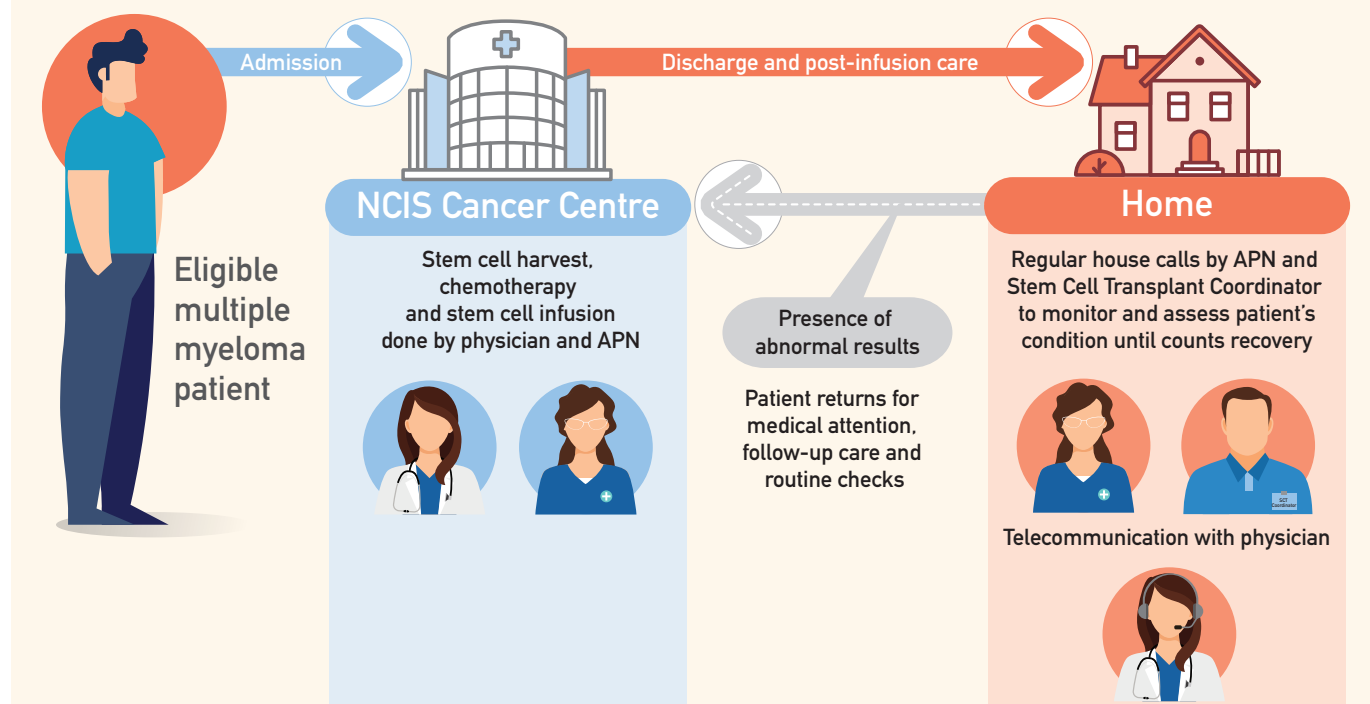 Admission
Discharge and post-infusion care
NCIS Cancer Centre
Home
Eligible
multiple
myeloma
patient
Stem cell harvest,
chemotherapy
and stem cell infusion
done by physician and APN
Presence of
abnormal results
Patient returns for
medical attention,
follow-up care and
routine checks
Regular house calls by APN and
Stem Cell Transplant Coordinator
to monitor and assess patient’s
condition until counts recovery
SCT
Coordinator
Telecommunication with physician